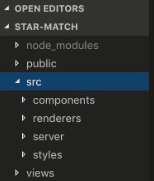 OPEN EDITORS
STAR-MATCH
node_modules
public
src
components
renderers
server
styles
views